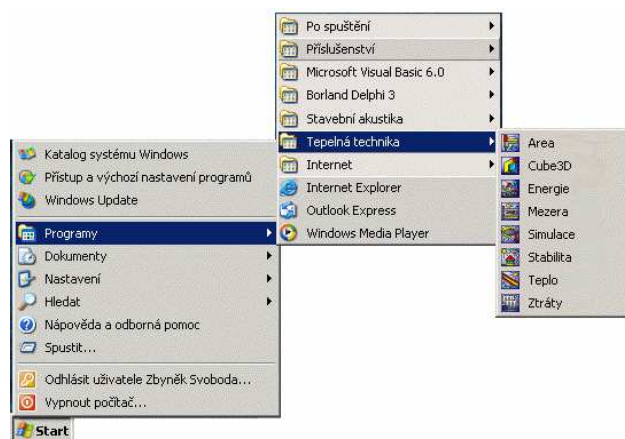 Po spuštění
Příslušenství
Microsoft Visual Basic 6.0
Borland Delphi 3
Stavební akustika
Tepelná technika
Internet
Internet Explorer
Outlook Express
Windows Media Player
Area
Cube3D
Energie
Mezera
Simulace
Stabilita
Teplo
Ztráty
Katalog systému Windows
Přístup a výchozí nastavení programů
Windows Update
Programy
Dokumenty
Nastavení
Hledat
Nápověda a odborná pomoc
Spustit...
Odhlásit uživatele Zbyněk Svoboda...
Vypnout počítač...
Start